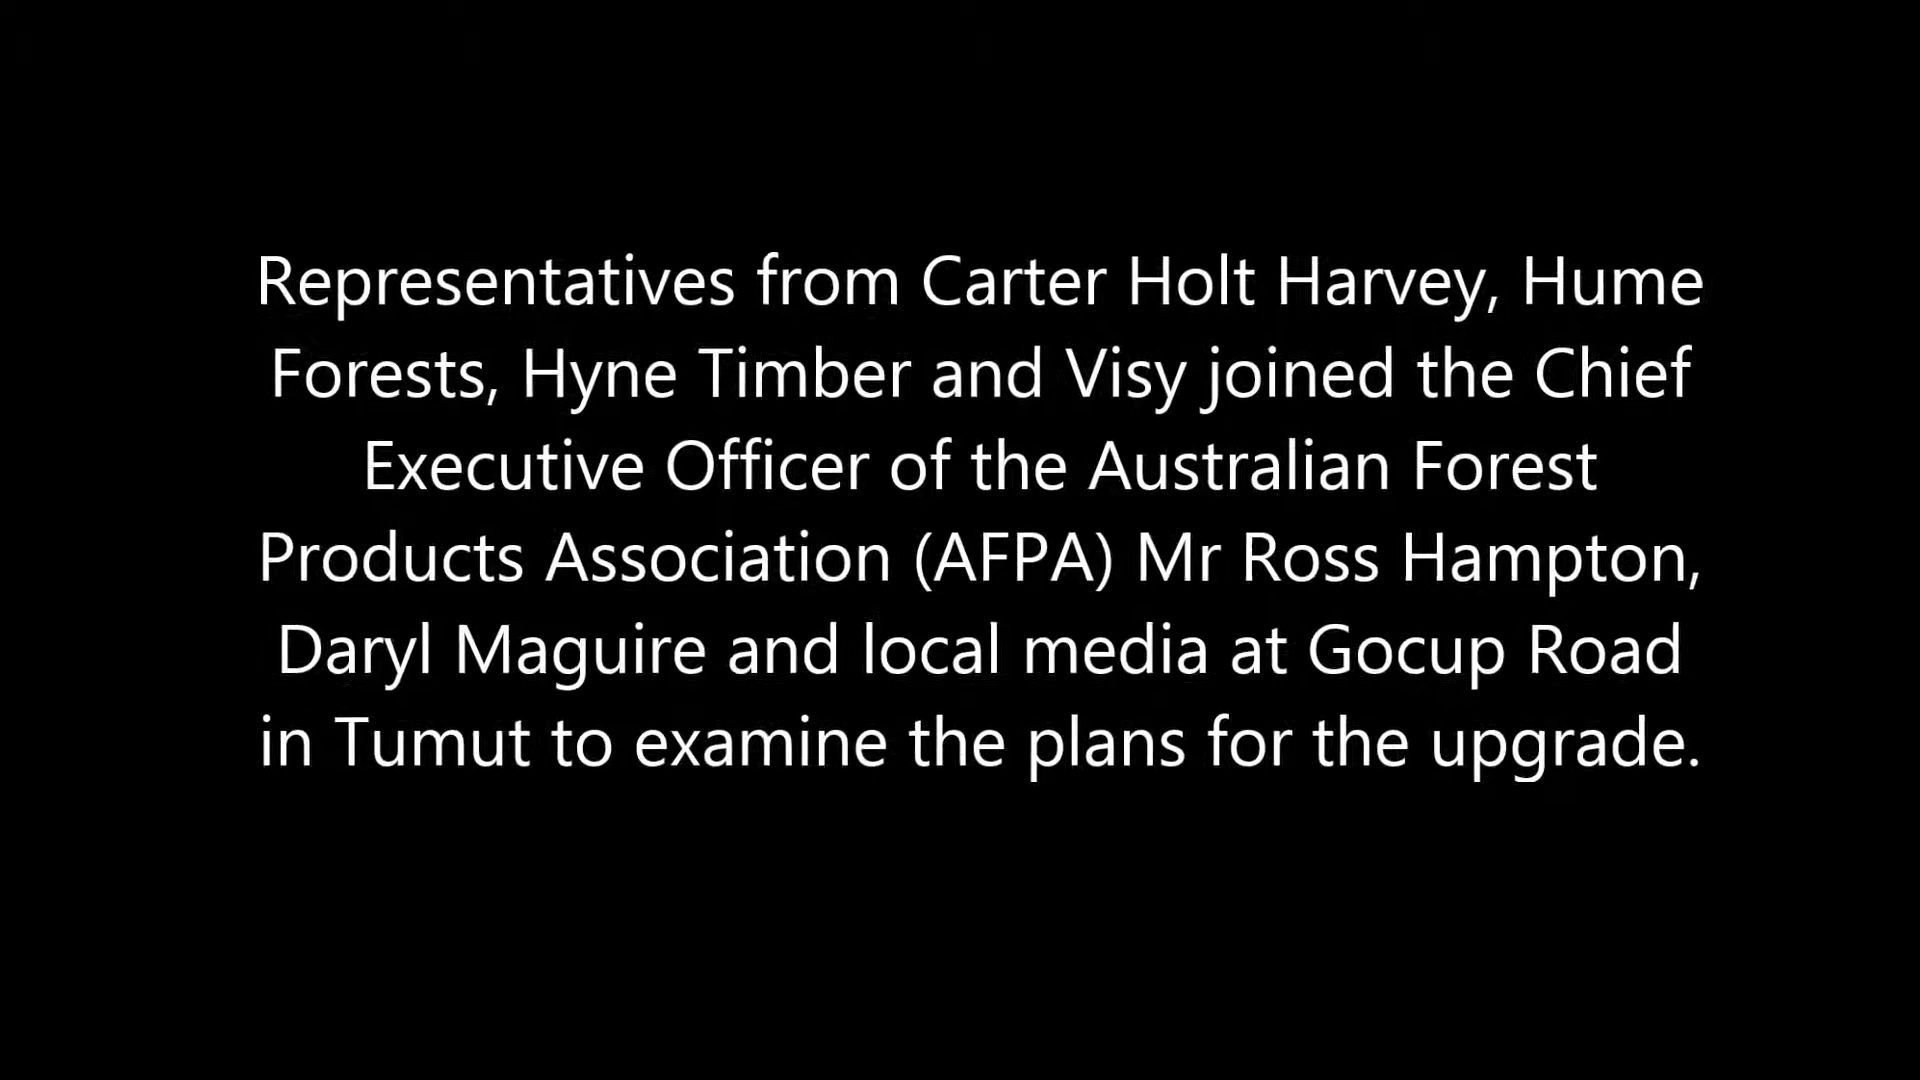 Representatives from Carter Holt Harvey, Hume
Forests, Hyne Timber and Visy joined the Chief
Executive Officer of the Australian Forest
Products Association (AFPA) Mr Ross Hampton,
Daryl Maguire and local media at Gocup Road
in Tumut to examine the plans for the upgrade.